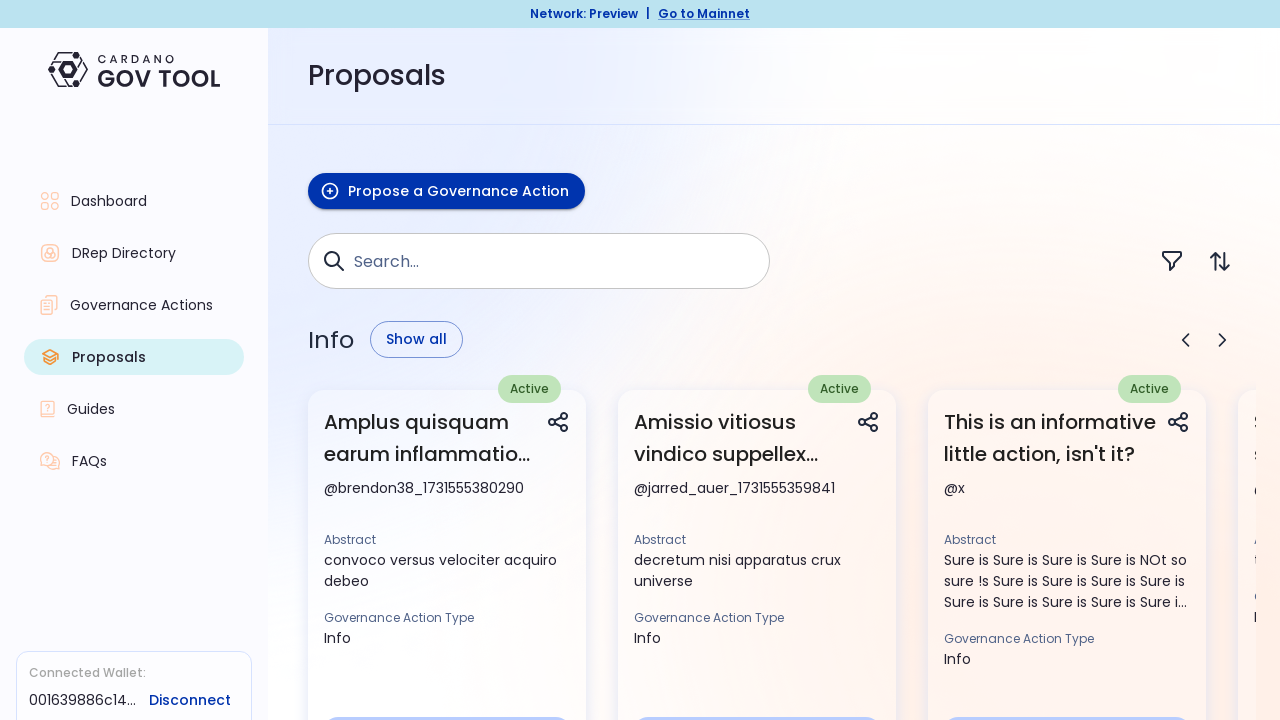 Network: Preview | Go to Mainnet
CARDANO
GOV TOOL
Proposals
Dashboard
DRep Directory
Governance Actions
Proposals
Guides
FAQs
Connected Wallet:
001639886c14... Disconnect
Propose a Governance Action
Search...
Info Show all
Active
Amplus quisquam
earum inflammatio...
@brendon38_1731555380290
Abstract
convoco versus velociter acquiro
debeo
Governance Action Type
Info
Active
Amissio vitiosus
vindico suppellex...
@jarred_auer_1731555359841
Abstract
decretum nisi apparatus crux
universe
Governance Action Type
Info
Active
This is an informative
little action, isn't it?
@x
Abstract
Sure is Sure is Sure is Sure is NOt so
sure !s Sure is Sure is Sure is Sure is
Sure is Sure is Sure is Sure is Sure i...
Governance Action Type
Info